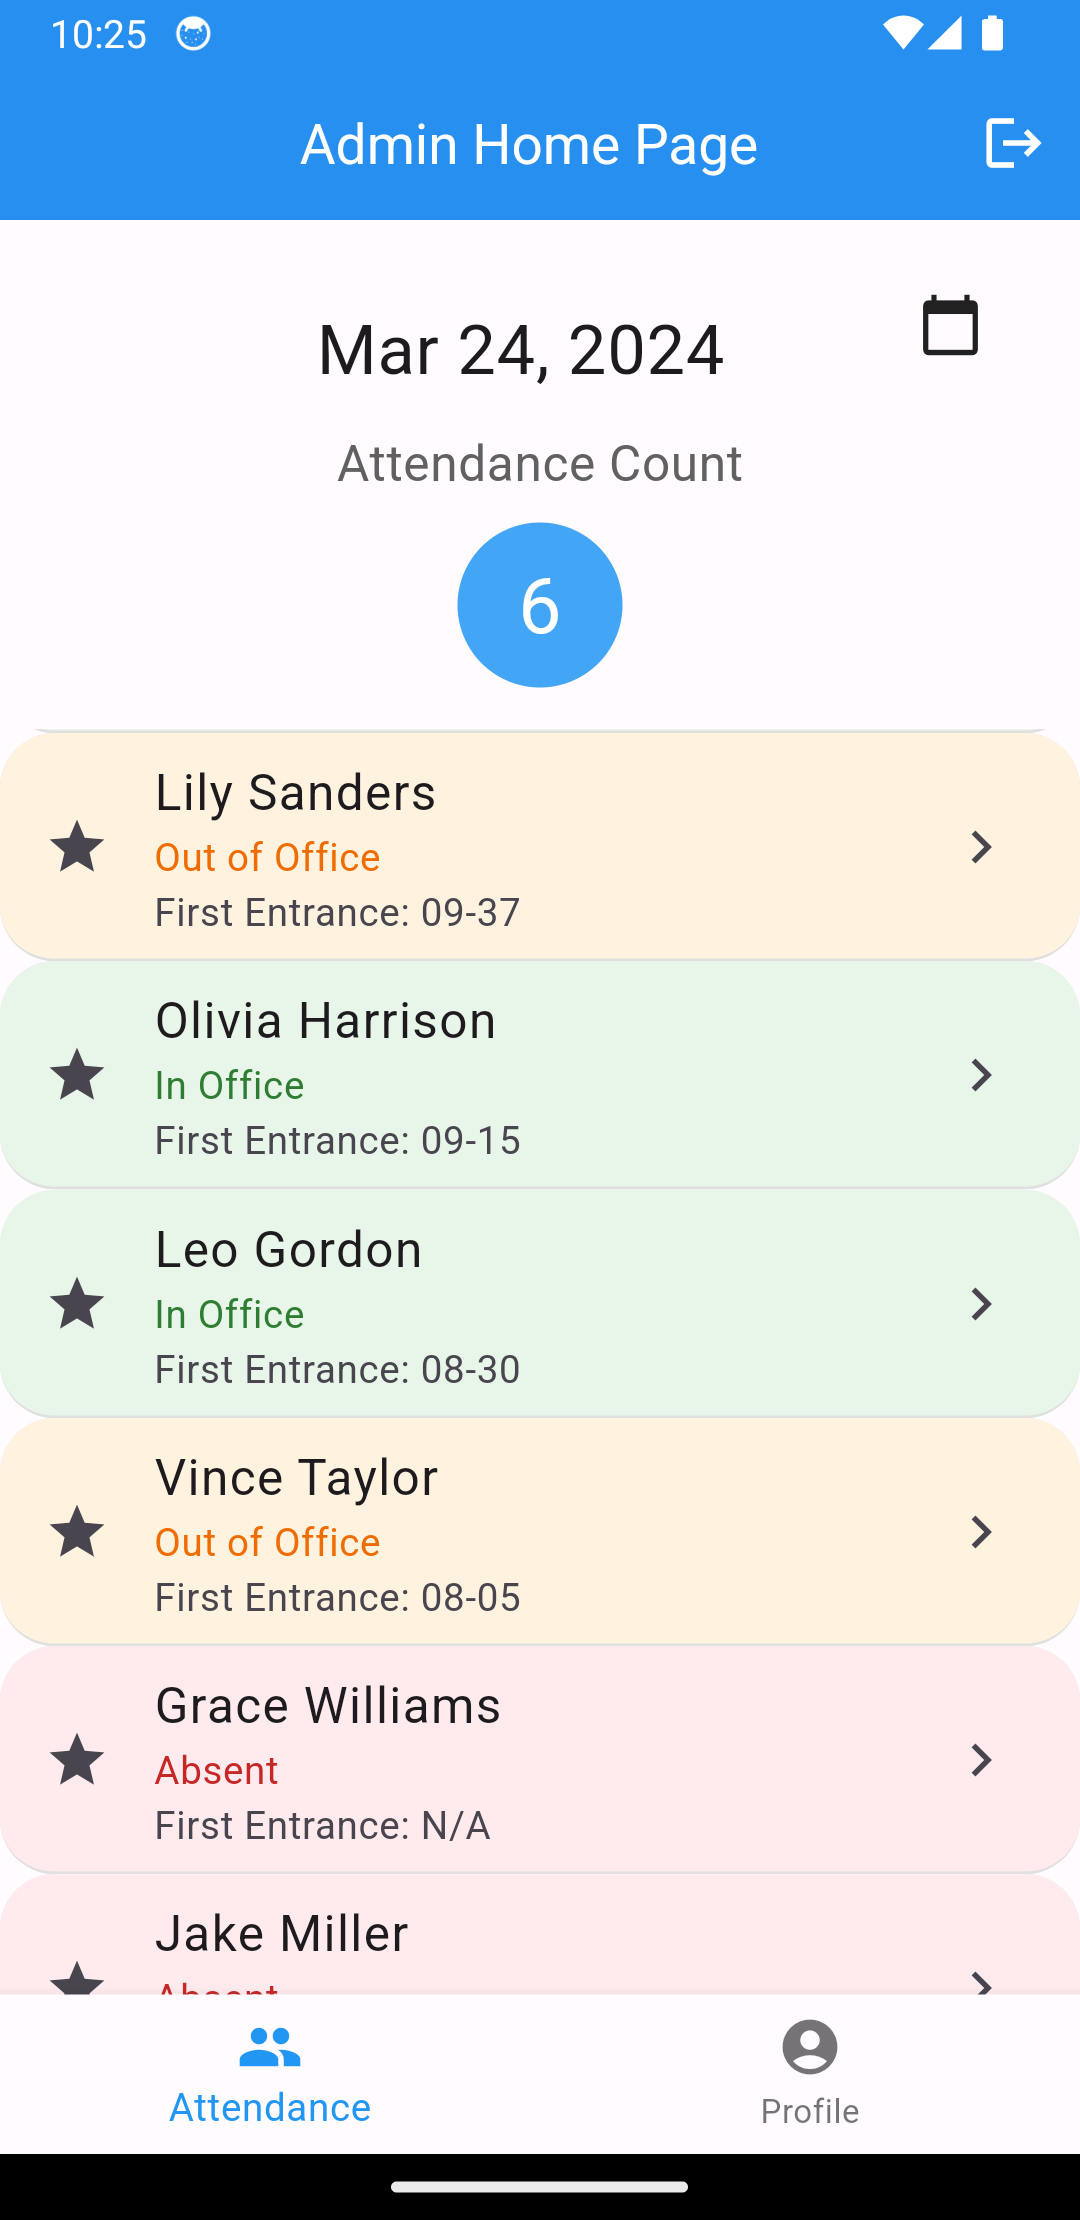 10:25
Admin Home Page
Mar 24, 2024
Attendance Count
6
Lily Sanders
Out of Office
First Entrance: 09-37
Olivia Harrison
In Office
First Entrance: 09-15
Leo Gordon
In Office
First Entrance: 08-30
Vince Taylor
Out of Office
First Entrance: 08-05
Grace Williams
Absent
First Entrance: N/A
Jake Miller
Absent
Attendance
Profile